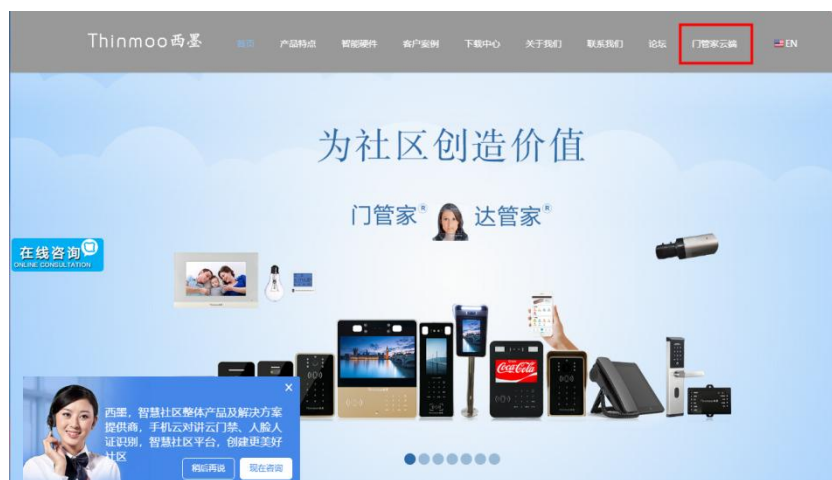 Thinmoo西墨
首页 产品特点 智能硬件 客户案例 下载中心 关于我们 联系我们 论坛 门管家云端 EN
为社区创造价值
门管家® 达管家®
在线咨询
ONLINE CONSULTATION
Coca-Cola
×
西墨，智慧社区整体产品及解决方案
提供商，手机云对讲云门禁、人脸人
证识别，智慧社区平台，创建更美好
社区
稍后再说 现在咨询